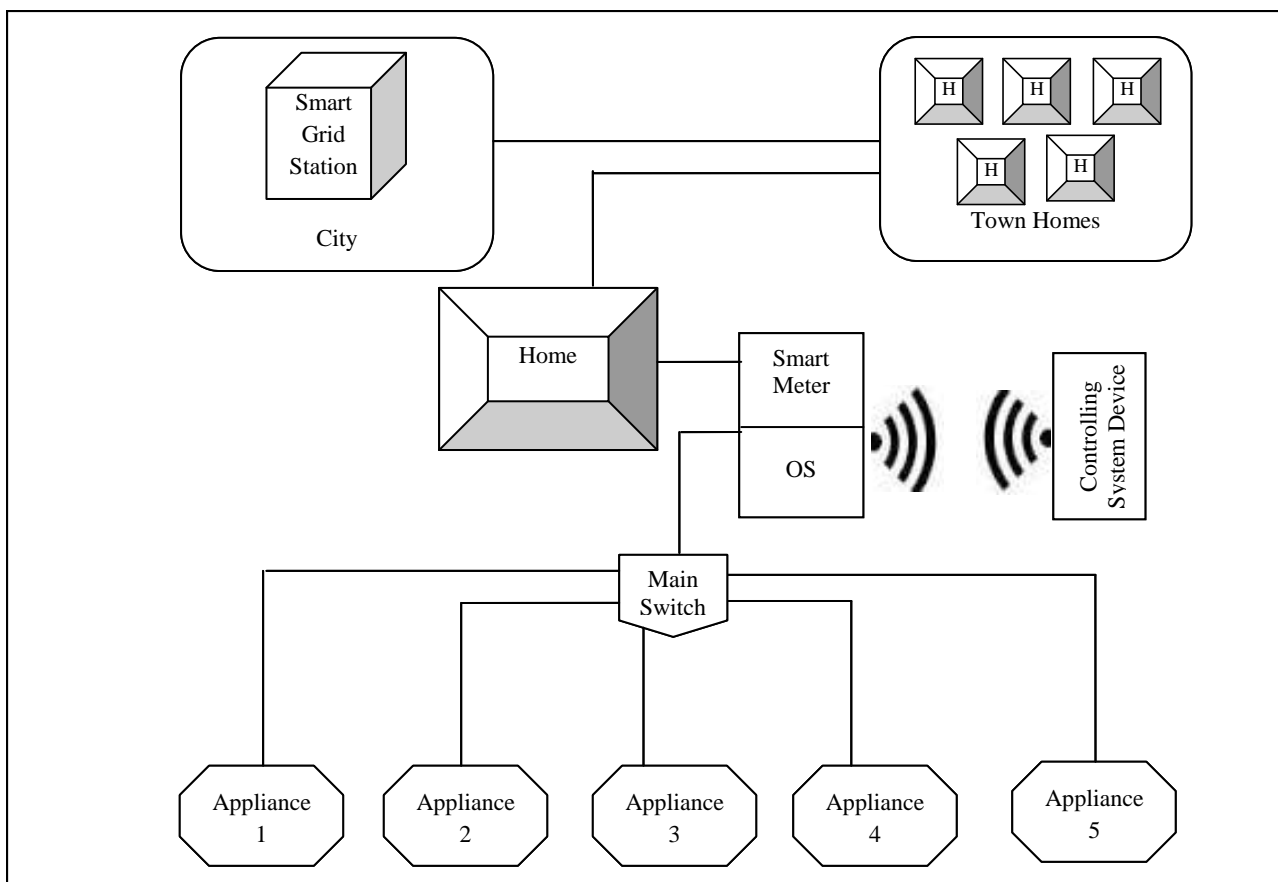 Smart
Grid
Station
City
H
H
H
H
H
Town Homes
Home
Smart
Meter
OS
Controlling
System Device
Main
Switch
Appliance
1
Appliance
2
Appliance
3
Appliance
4
Appliance
5